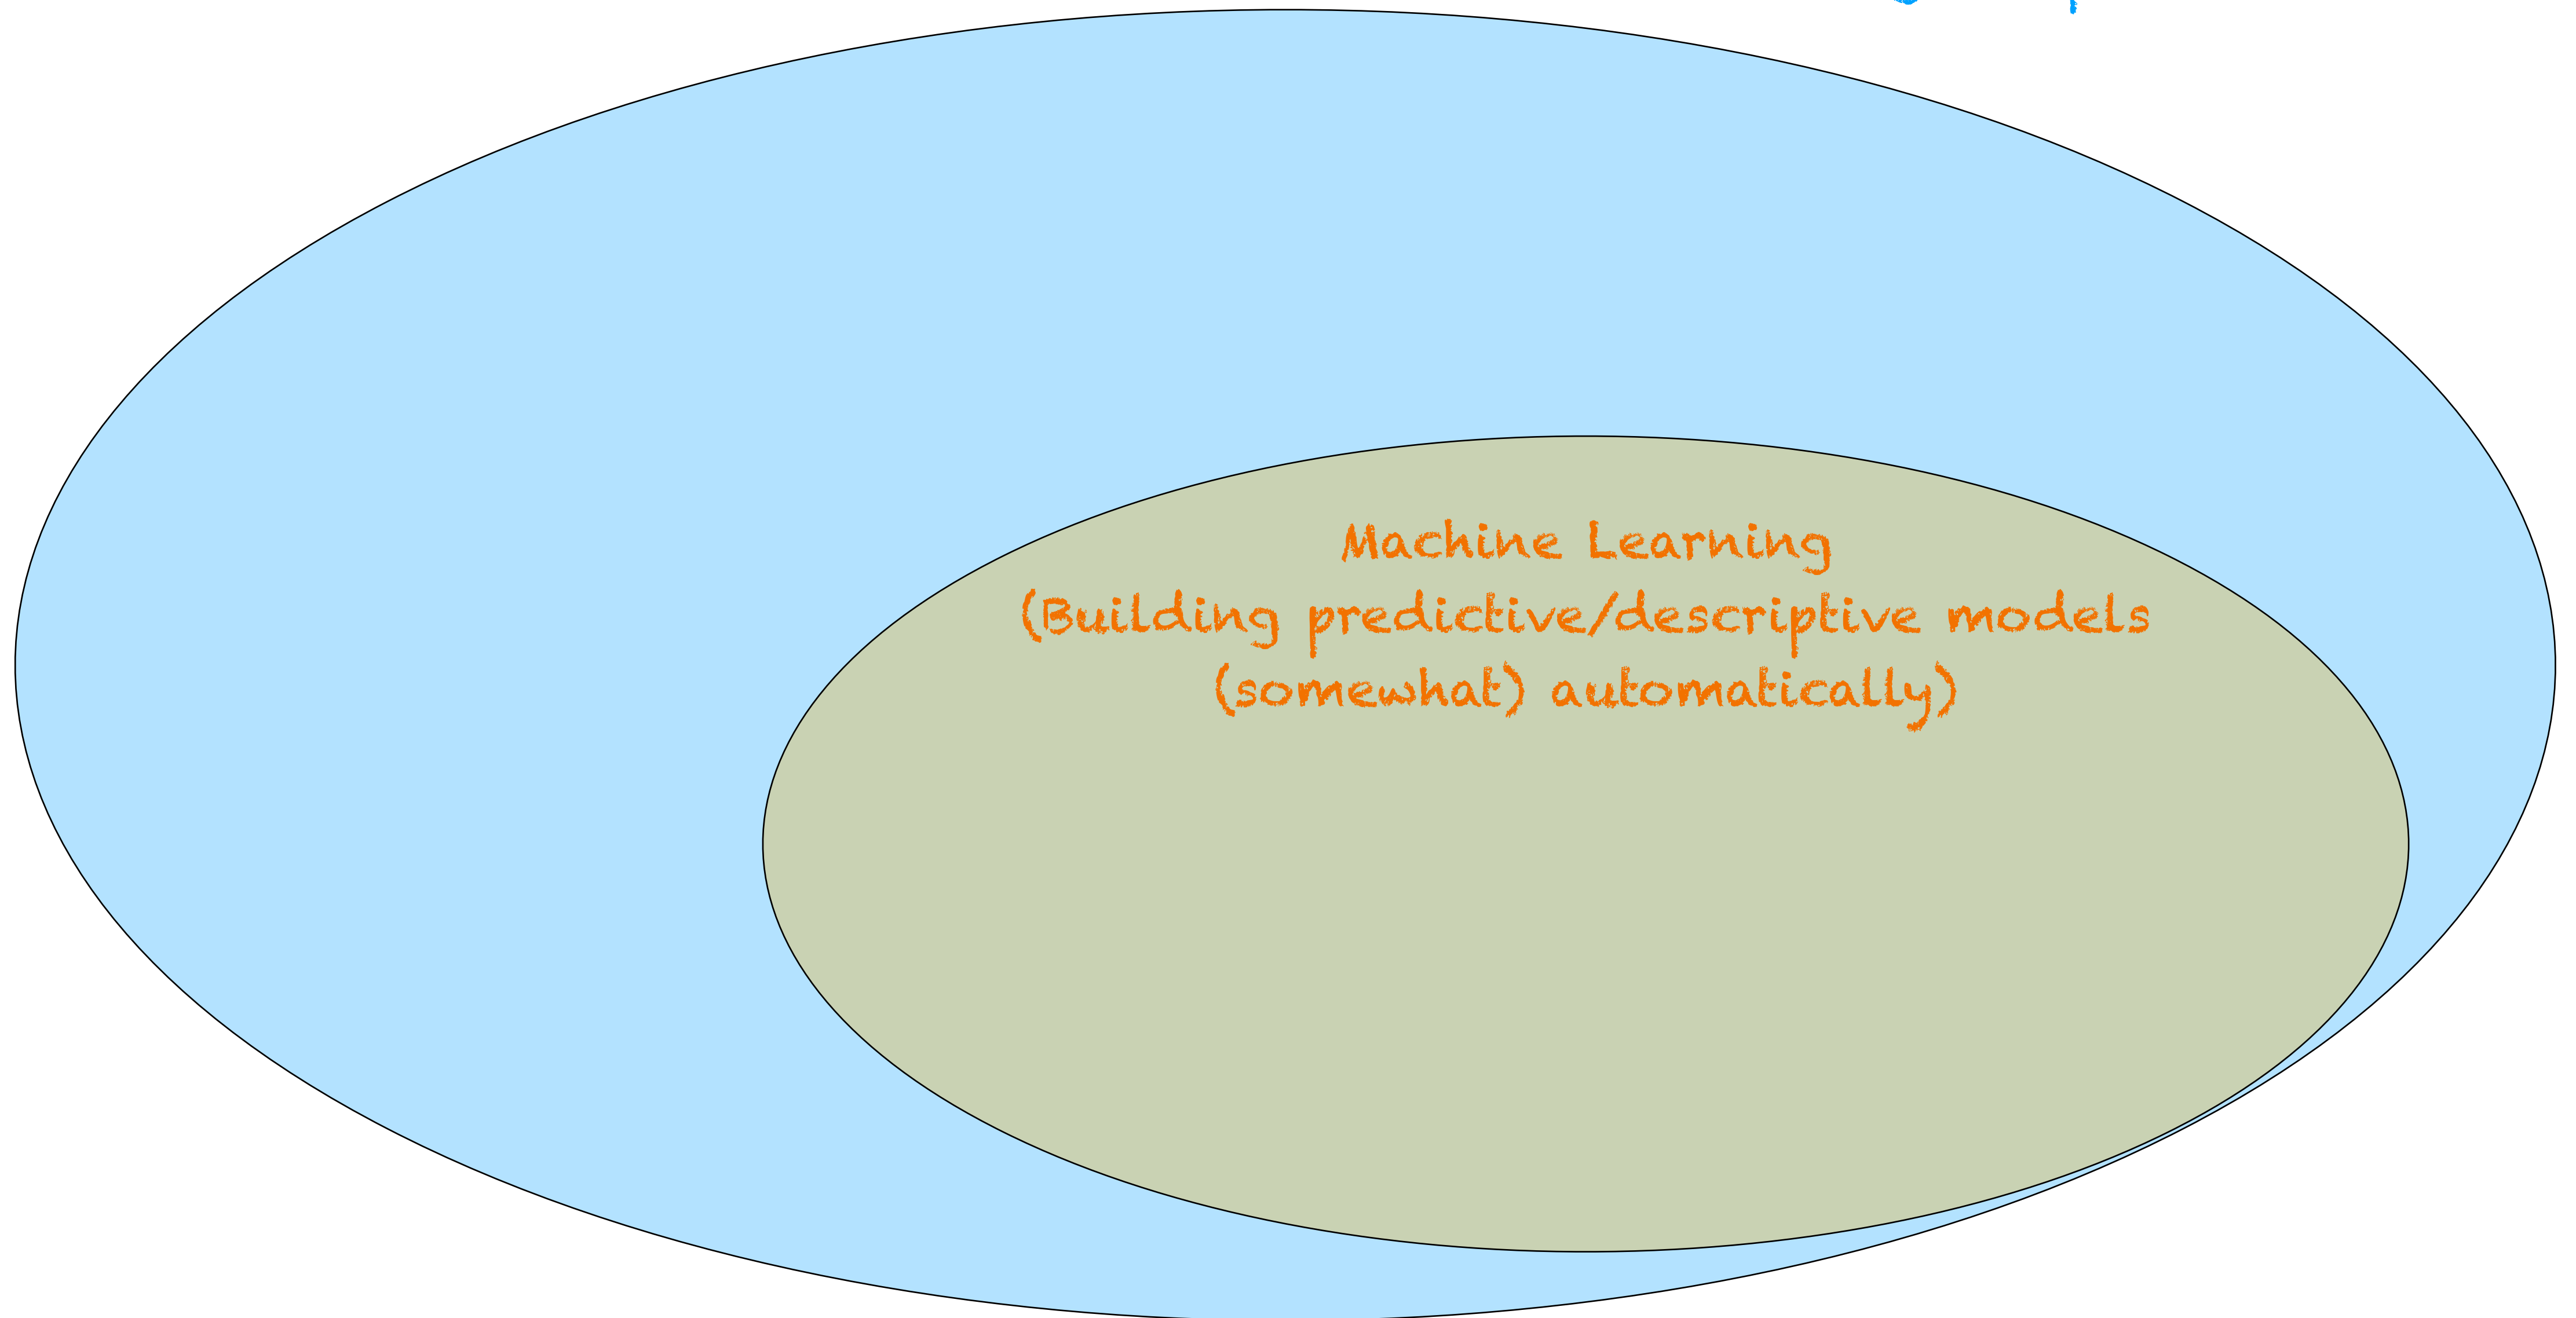 Machine Learning
(Building predictive/descriptive models
(somewhat) automatically)